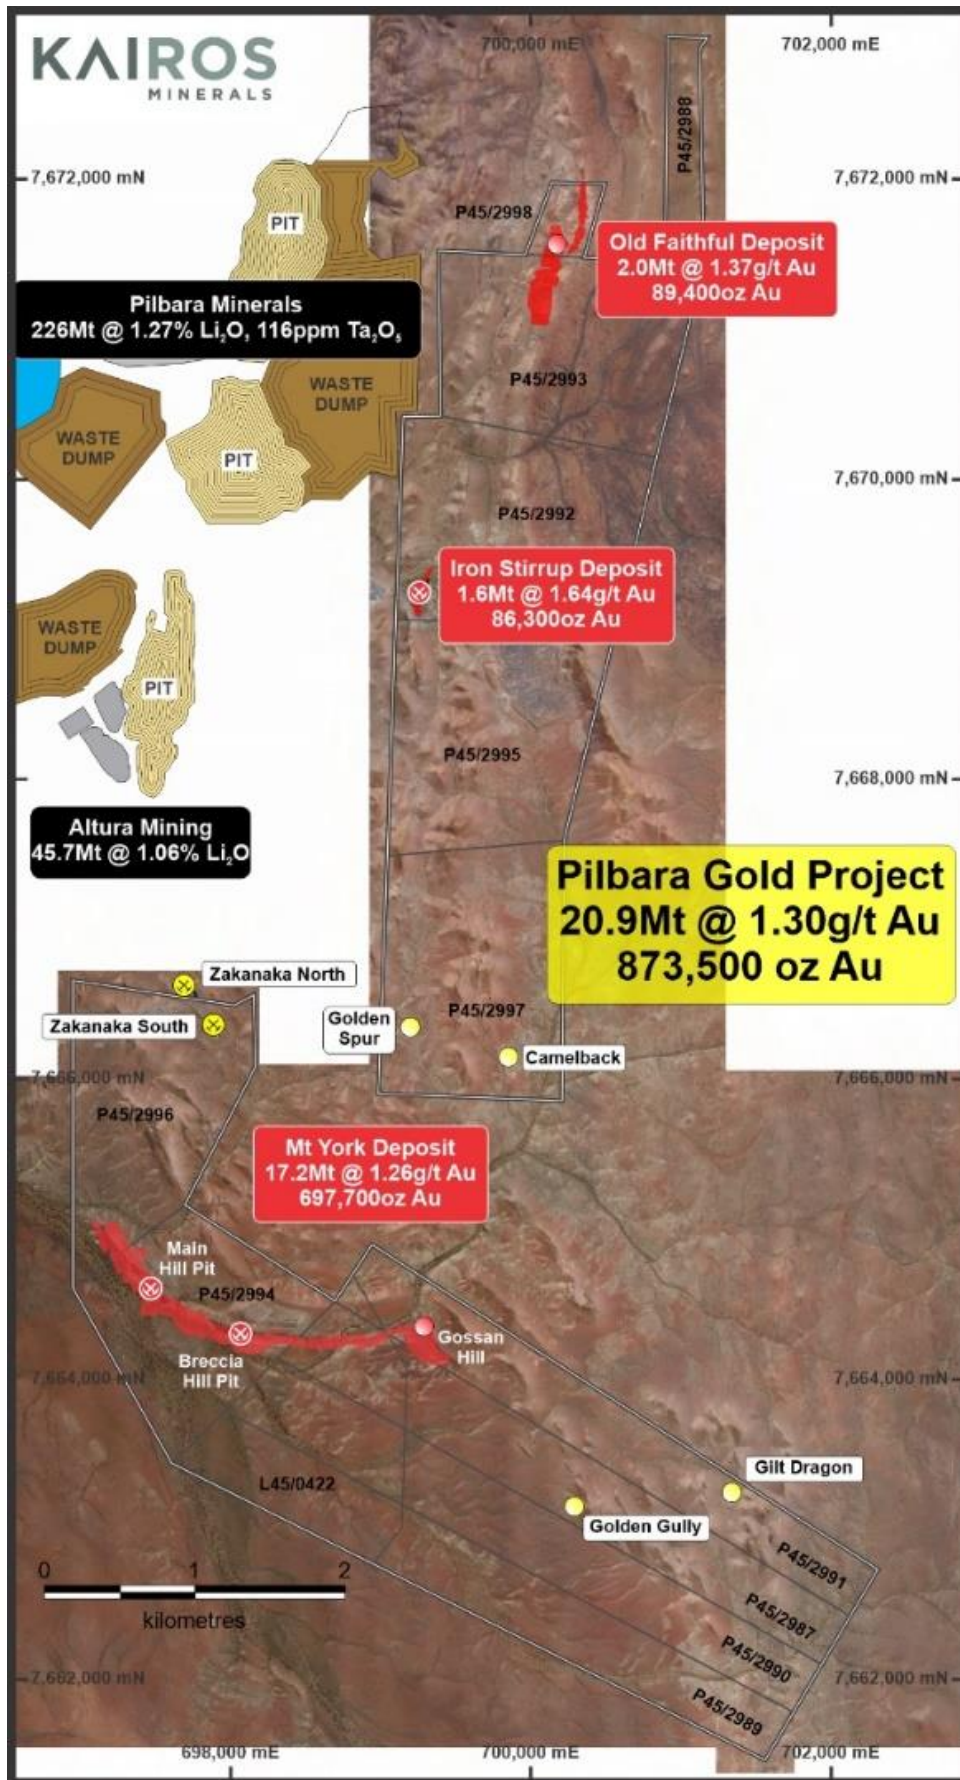 KAIROS
MINERALS
700,000 mE
702,000 mE
P45/2988
7,672,000 mN
7,672,000 mN
P45/2998
PIT
Old Faithful Deposit
2.0Mt @ 1.37g/t Au
89,400oz Au
Pilbara Minerals
226Mt @ 1.27% Li₂O, 116ppm Ta₂O₅
P45/2993
WASTE
DUMP
WASTE
DUMP
PIT
7,670,000 mN
P45/2992
Iron Stirrup Deposit
1.6Mt @ 1.64g/t Au
86,300oz Au
WASTE
DUMP
PIT
P45/2995
7,668,000 mN
Altura Mining
45.7Mt @ 1.06% Li₂O
Pilbara Gold Project
20.9Mt @ 1.30g/t Au
873,500 oz Au
Zakanaka North
Zakanaka South
Golden
Spur
P45/2997
Camelback
7,666,000 mN
7,666,000 mN
P45/2996
Mt York Deposit
17.2Mt @ 1.26g/t Au
697,700oz Au
Main
Hill Pit
P45/2994
Gossan
Hill
Breccia
Hill Pit
7,664,000 mN
7,664,000 mN
Gilt Dragon
L45/0422
Golden Gully
P45/2991
0 1 2
kilometres
P45/2987
P45/2990
P45/2989
7,662,000 mN
7,662,000 mN
698,000 mE
700,000 mE
702,000 mE